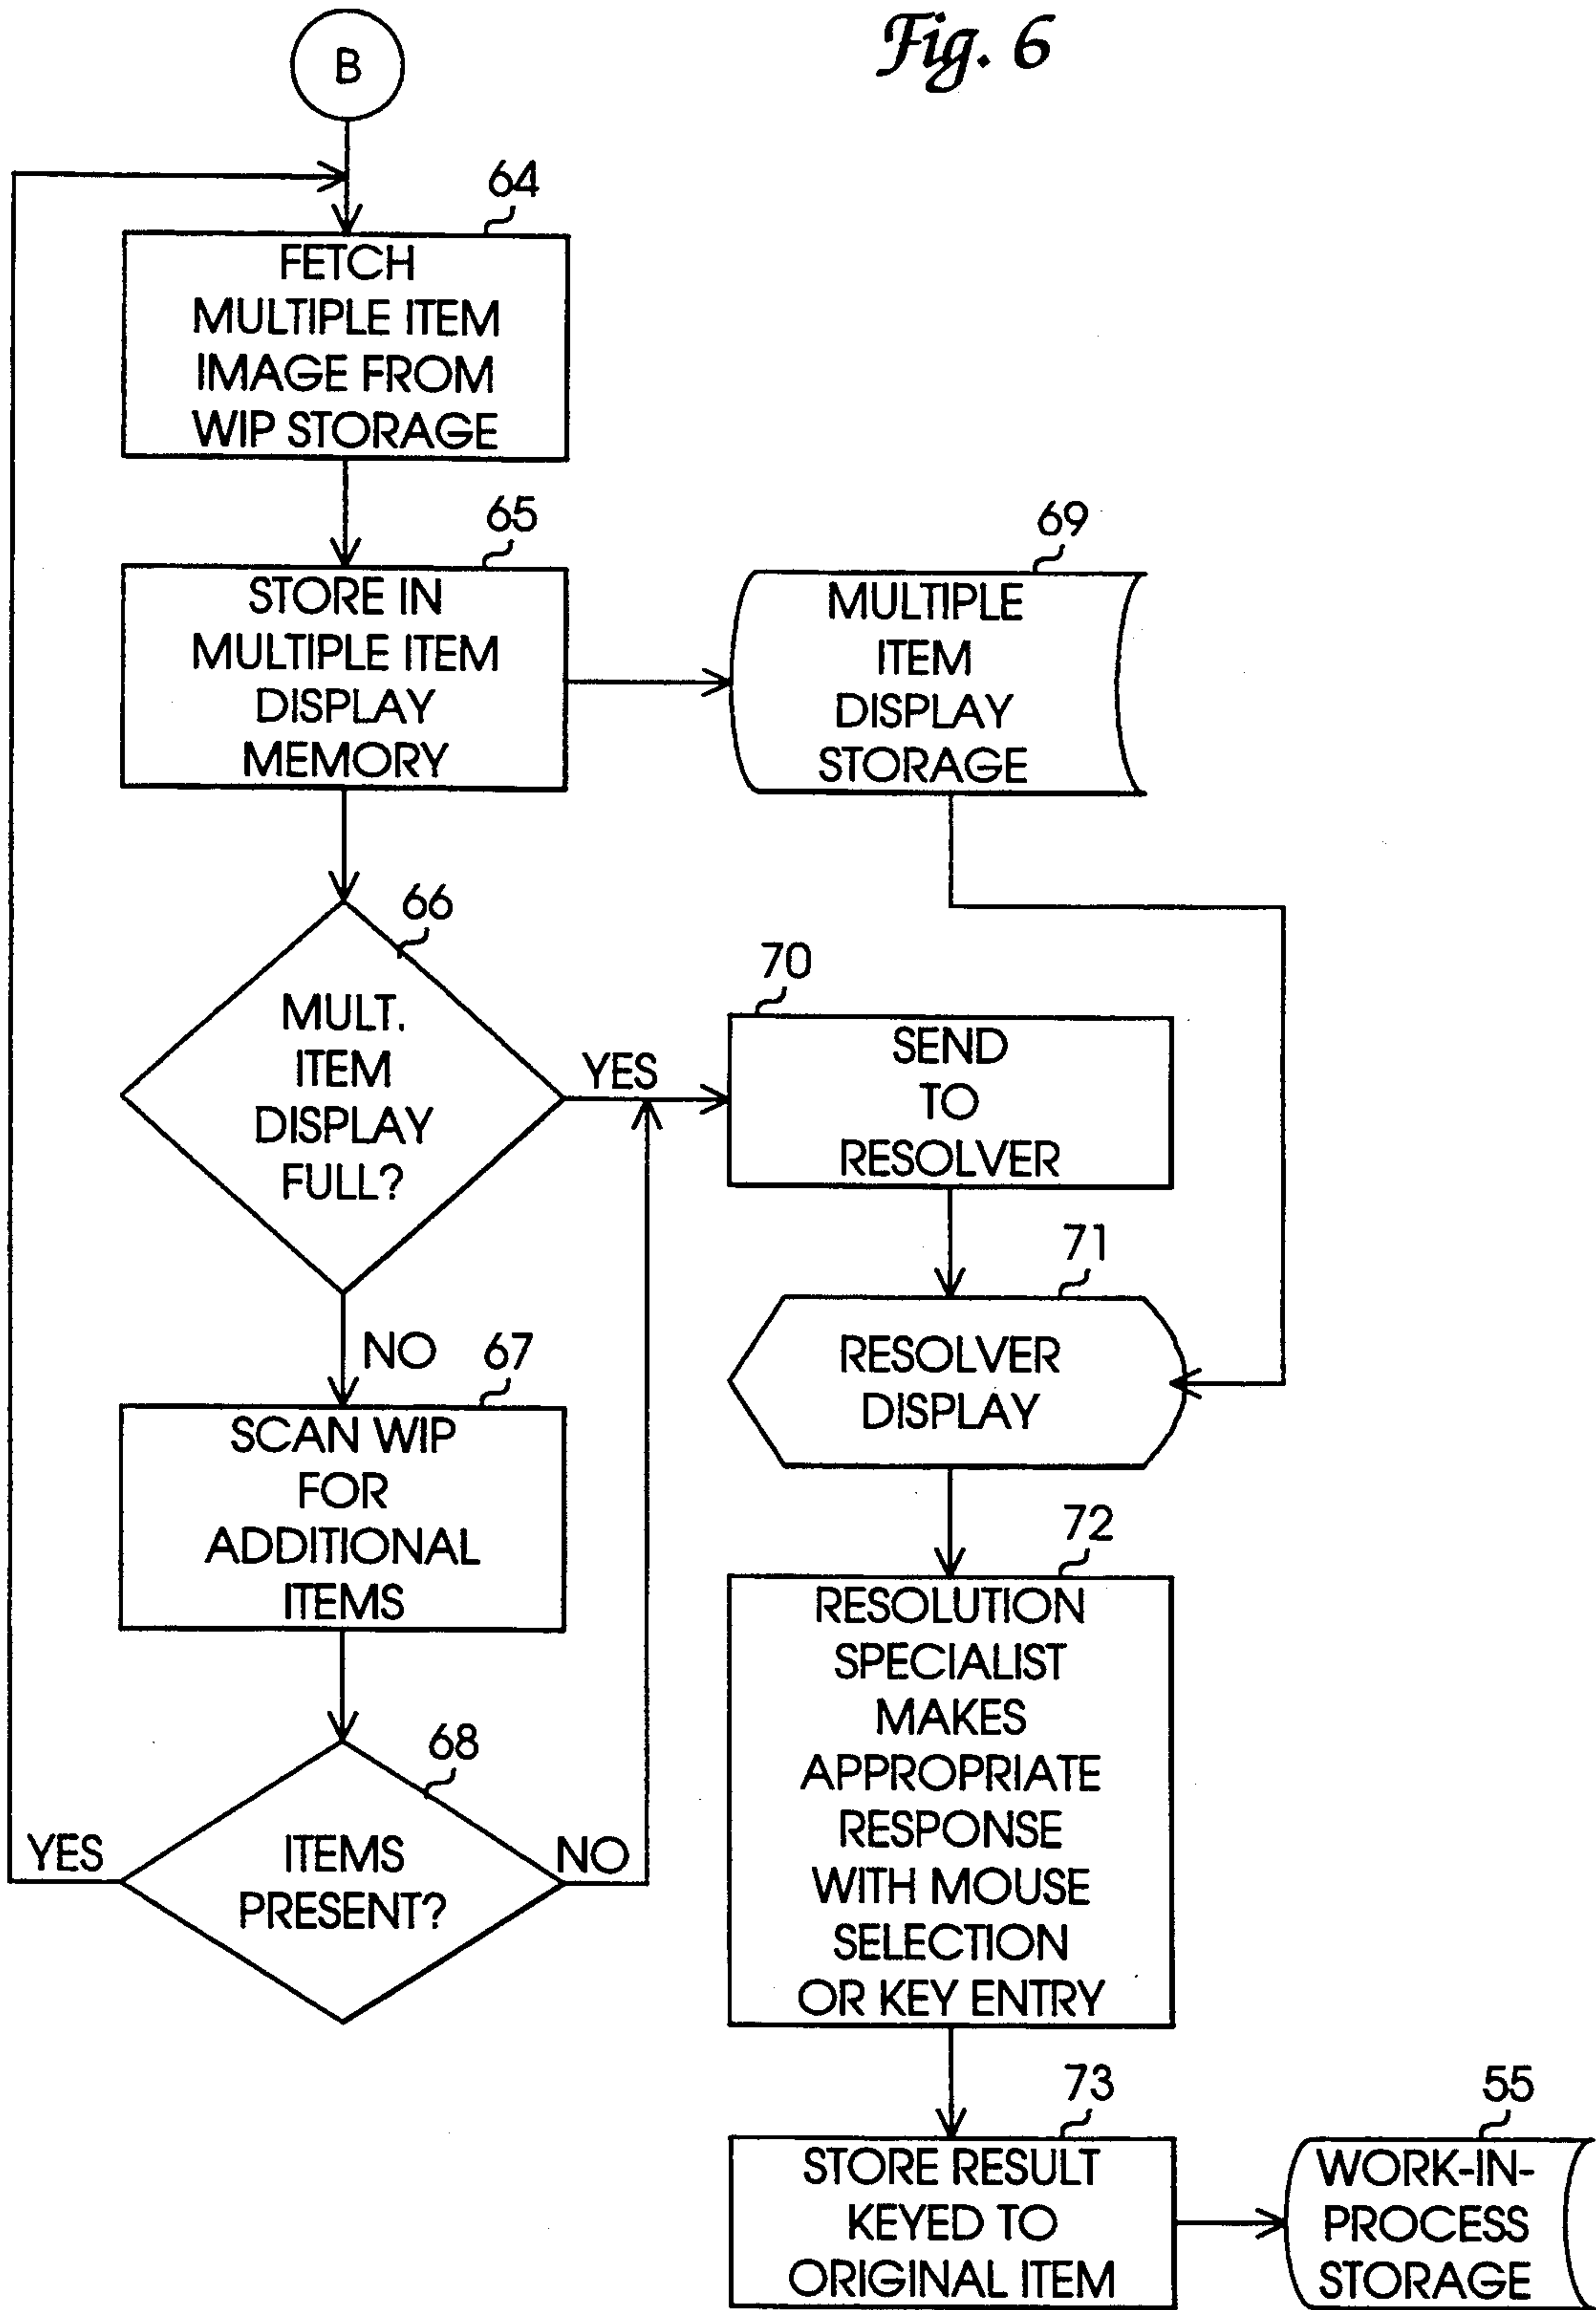 Fig. 6
B
64
FETCH
MULTIPLE ITEM
IMAGE FROM
WIP STORAGE
65
STORE IN
MULTIPLE ITEM
DISPLAY
MEMORY
69
MULTIPLE
ITEM
DISPLAY
STORAGE
66
MULT.
ITEM
DISPLAY
FULL?
YES
NO
67
SCAN WIP
FOR
ADDITIONAL
ITEMS
68
ITEMS
PRESENT?
YES
NO
70
SEND
TO
RESOLVER
71
RESOLVER
DISPLAY
72
RESOLUTION
SPECIALIST
MAKES
APPROPRIATE
RESPONSE
WITH MOUSE
SELECTION
OR KEY ENTRY
73
STORE RESULT
KEYED TO
ORIGINAL ITEM
55
WORK-IN-
PROCESS
STORAGE